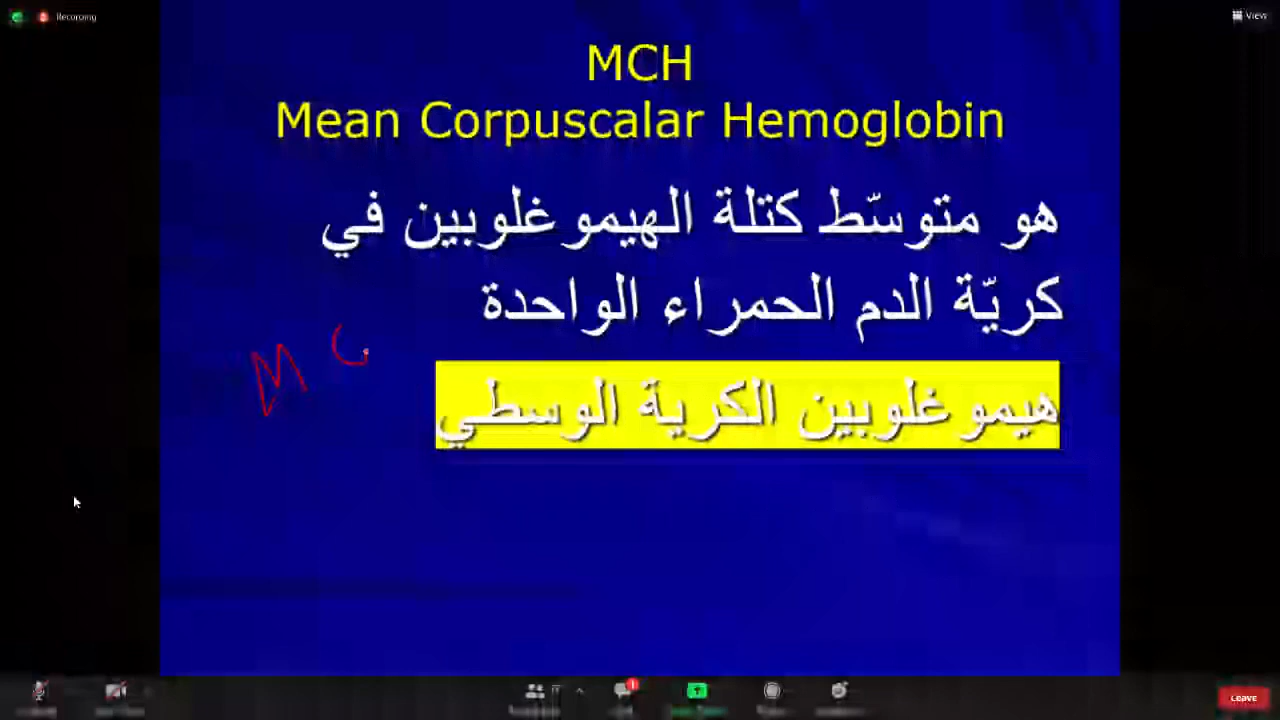 Recording
View
MCH
Mean Corpuscalar Hemoglobin
هو متوسّط كتلة الهيموغلوبين في
كريّة الدم الحمراء الواحدة
M C
هيموغلوبين الكرية الوسطي
1
Leave